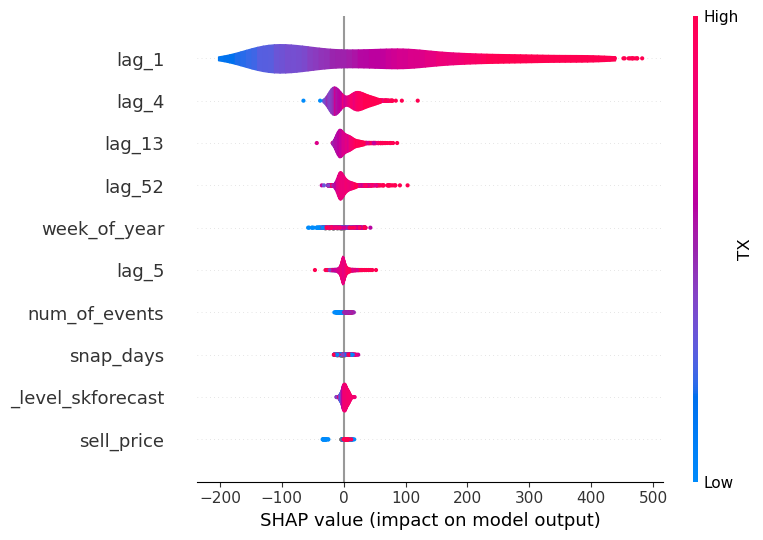 High
lag_1
lag_4
lag_13
lag_52
week_of_year
TX
lag_5
num_of_events
snap_days
_level_skforecast
sell_price
Low
−200 −100 0 100 200 300 400 500
SHAP value (impact on model output)